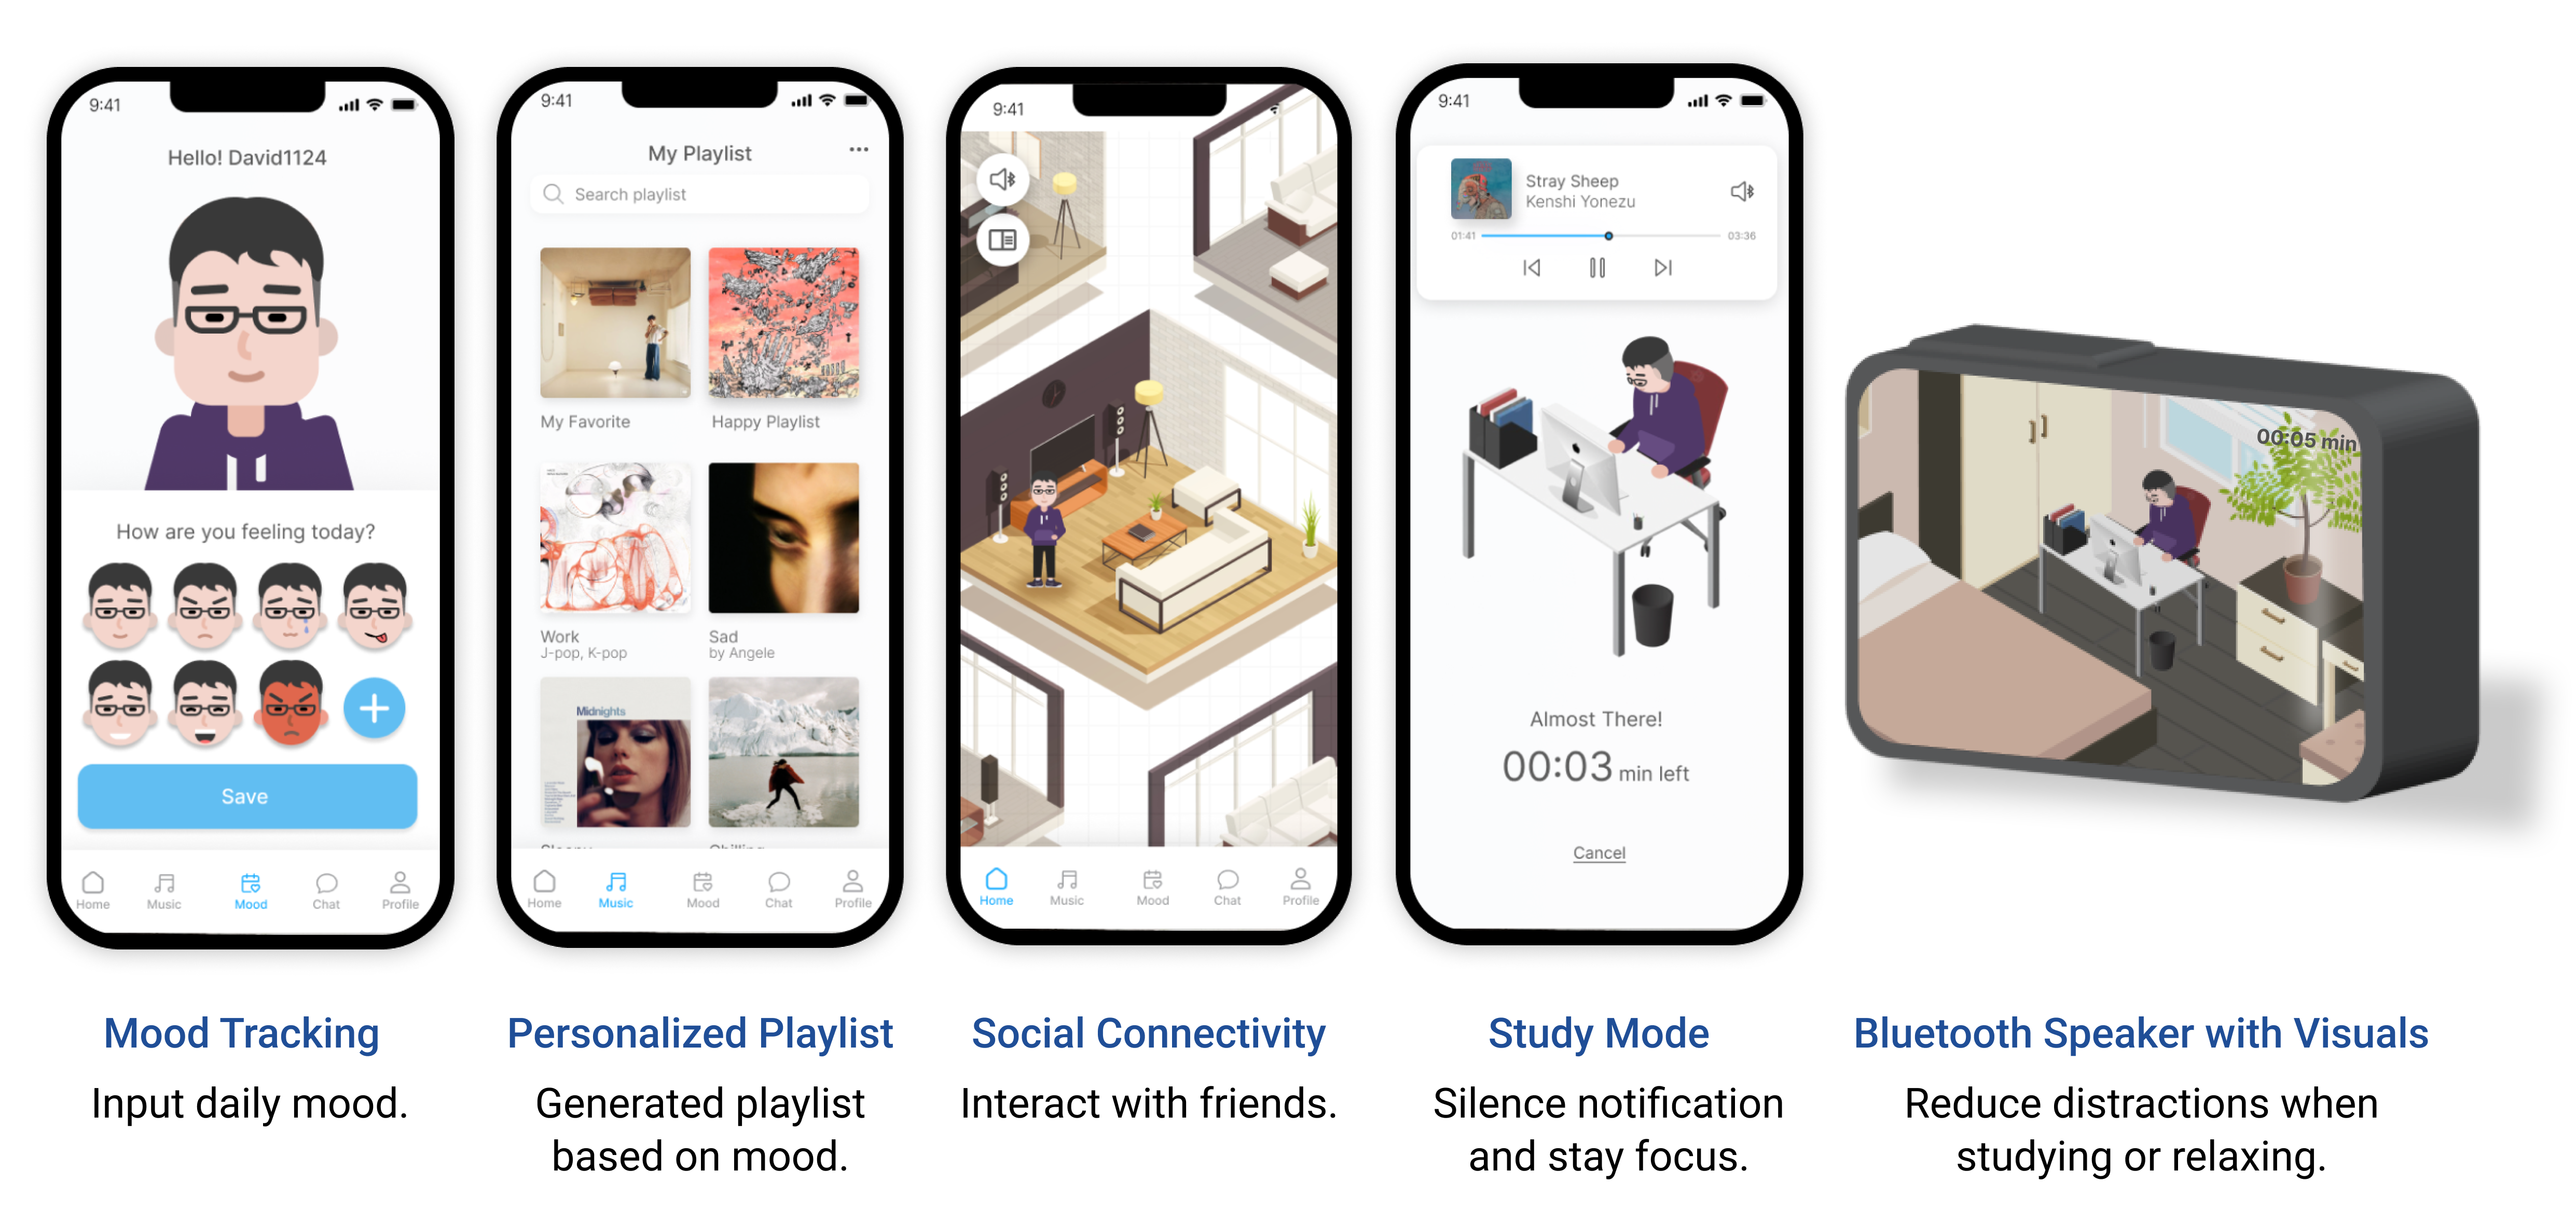 9:41
Hello! David1124
How are you feeling today?
Save
Home
Music
Mood
Chat
Profile
9:41
My Playlist
Search playlist
My Favorite
Happy Playlist
Work
J-pop, K-pop
Sad
by Angele
Midnights
Home
Music
Mood
Chat
Profile
9:41
Home
Music
Mood
Chat
Profile
9:41
Stray Sheep
Kenshi Yonezu
01:41
03:36
Almost There!
00:03 min left
Cancel
00:05 min
Mood Tracking
Input daily mood.
Personalized Playlist
Generated playlist
based on mood.
Social Connectivity
Interact with friends.
Study Mode
Silence notification
and stay focus.
Bluetooth Speaker with Visuals
Reduce distractions when
studying or relaxing.